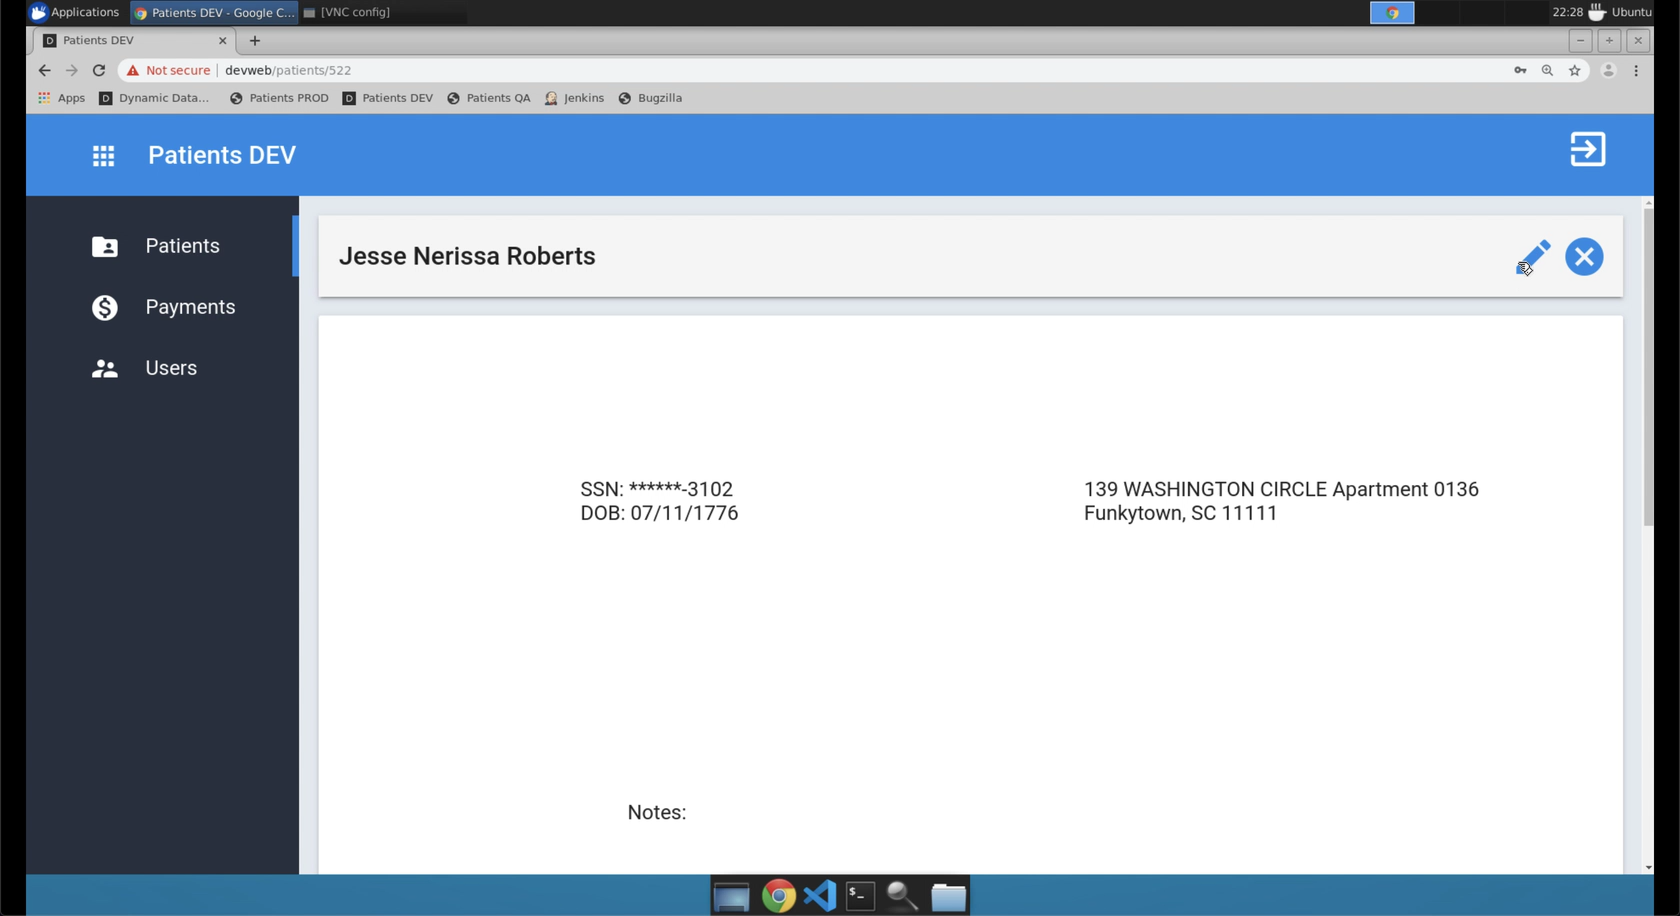 Applications Patients DEV - Google C... [VNC config] 22:28 Ubuntu
D Patients DEV
Not secure devweb/patients/522
Apps D Dynamic Data... Patients PROD D Patients DEV Patients QA Jenkins Bugzilla
Patients DEV
Patients
Payments
Users
Jesse Nerissa Roberts
SSN: ******-3102
DOB: 07/11/1776
139 WASHINGTON CIRCLE Apartment 0136
Funkytown, SC 11111
Notes:
$_